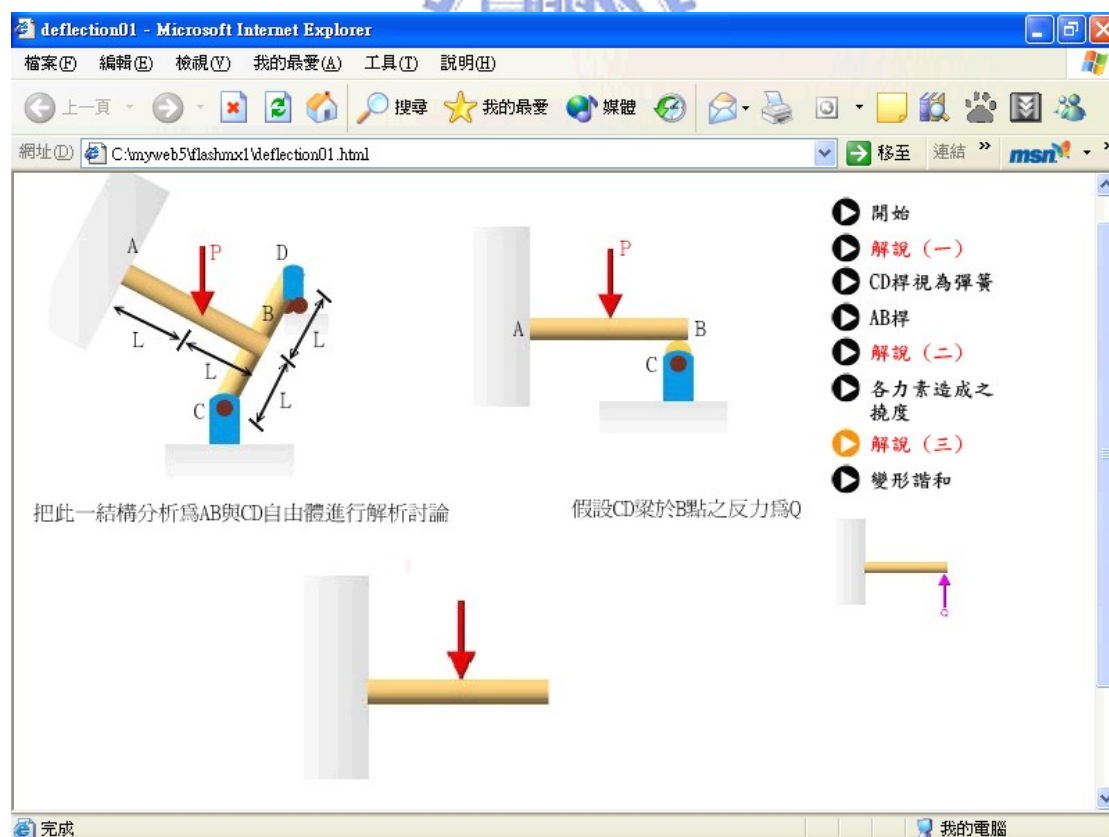 deflection01 - Microsoft Internet Explorer
檔案(F) 編輯(E) 檢視(V) 我的最愛(A) 工具(T) 說明(H)
上一頁 搜尋 我的最愛 媒體
網址(D) C:\myweb5\flashmx1\deflection01.html 移至 連結 » msn
A P D B L L L L C
A P B C
把此一結構分析為AB與CD自由體進行解析討論
假設CD梁於B點之反力為Q
開始
解說(一)
CD桿視為彈簧
AB桿
解說(二)
各力素造成之
撓度
解說(三)
變形諧和
Q
完成 我的電腦